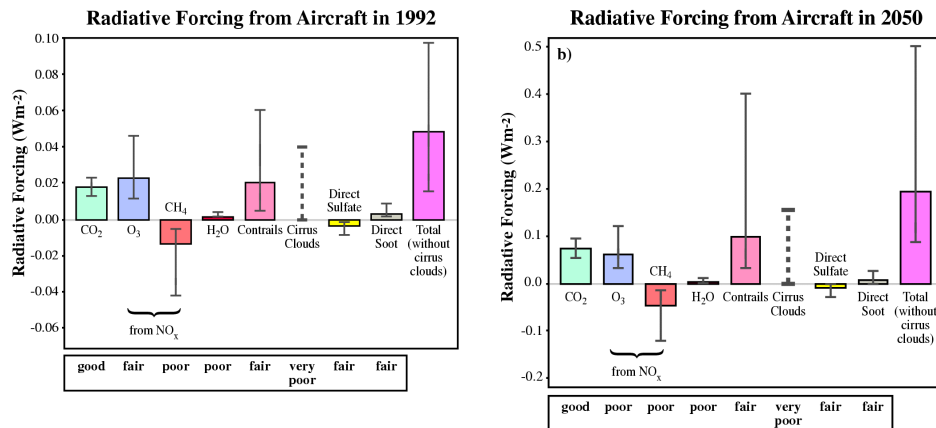 Radiative Forcing from Aircraft in 1992
Radiative Forcing (Wm-2)
0.10
0.08
0.06
0.04
0.02
0.00
-0.02
-0.04
-0.06
CO2
O3
CH4
H2O
Contrails
Cirrus
Clouds
Direct
Sulfate
Direct
Soot
Total
(without
cirrus
clouds)
from NOx
good fair poor poor fair very poor fair fair
Radiative Forcing from Aircraft in 2050
b)
Radiative Forcing (Wm-2)
0.5
0.4
0.3
0.2
0.1
0.0
-0.1
-0.2
CO2
O3
CH4
H2O
Contrails
Cirrus
Clouds
Direct
Sulfate
Direct
Soot
Total
(without
cirrus
clouds)
from NOx
good poor poor poor fair very poor fair fair